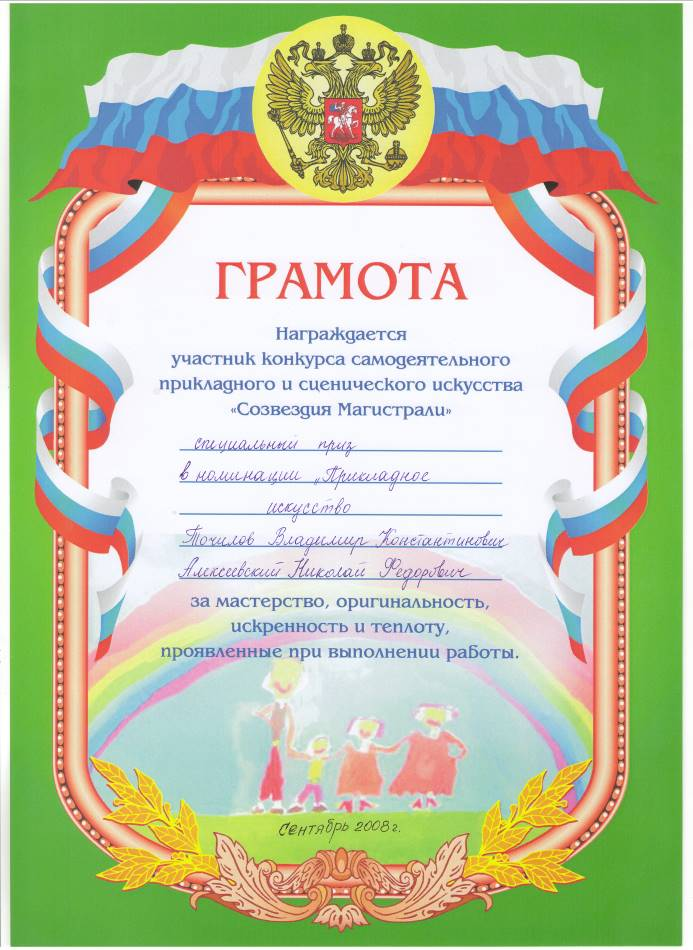 ГРАМОТА
Награждается
участник конкурса самодеятельного
прикладного и сценического искусства
«Созвездия Магистрали»
специальный приз
в номинации „Прикладное
искусство
Точилов Владимир Константинович
Алексеевский Николай Федорович
за мастерство, оригинальность,
искренность и теплоту,
проявленные при выполнении работы.
Сентябрь 2008г.